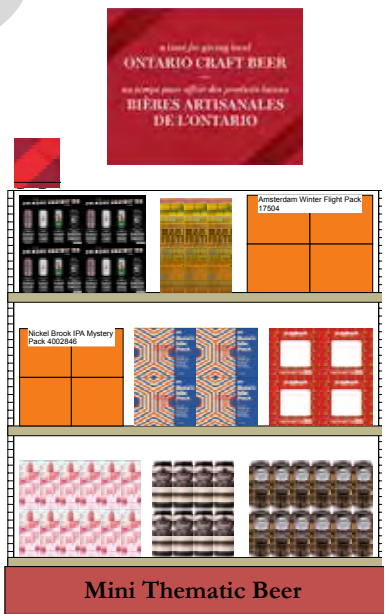 a time for giving local
ONTARIO CRAFT BEER
un temps pour offrir des produits locaux
BIÈRES ARTISANALES
DE L'ONTARIO
Amsterdam Winter Flight Pack
17504
Nickel Brook IPA Mystery
Pack 4002846
Mini Thematic Beer